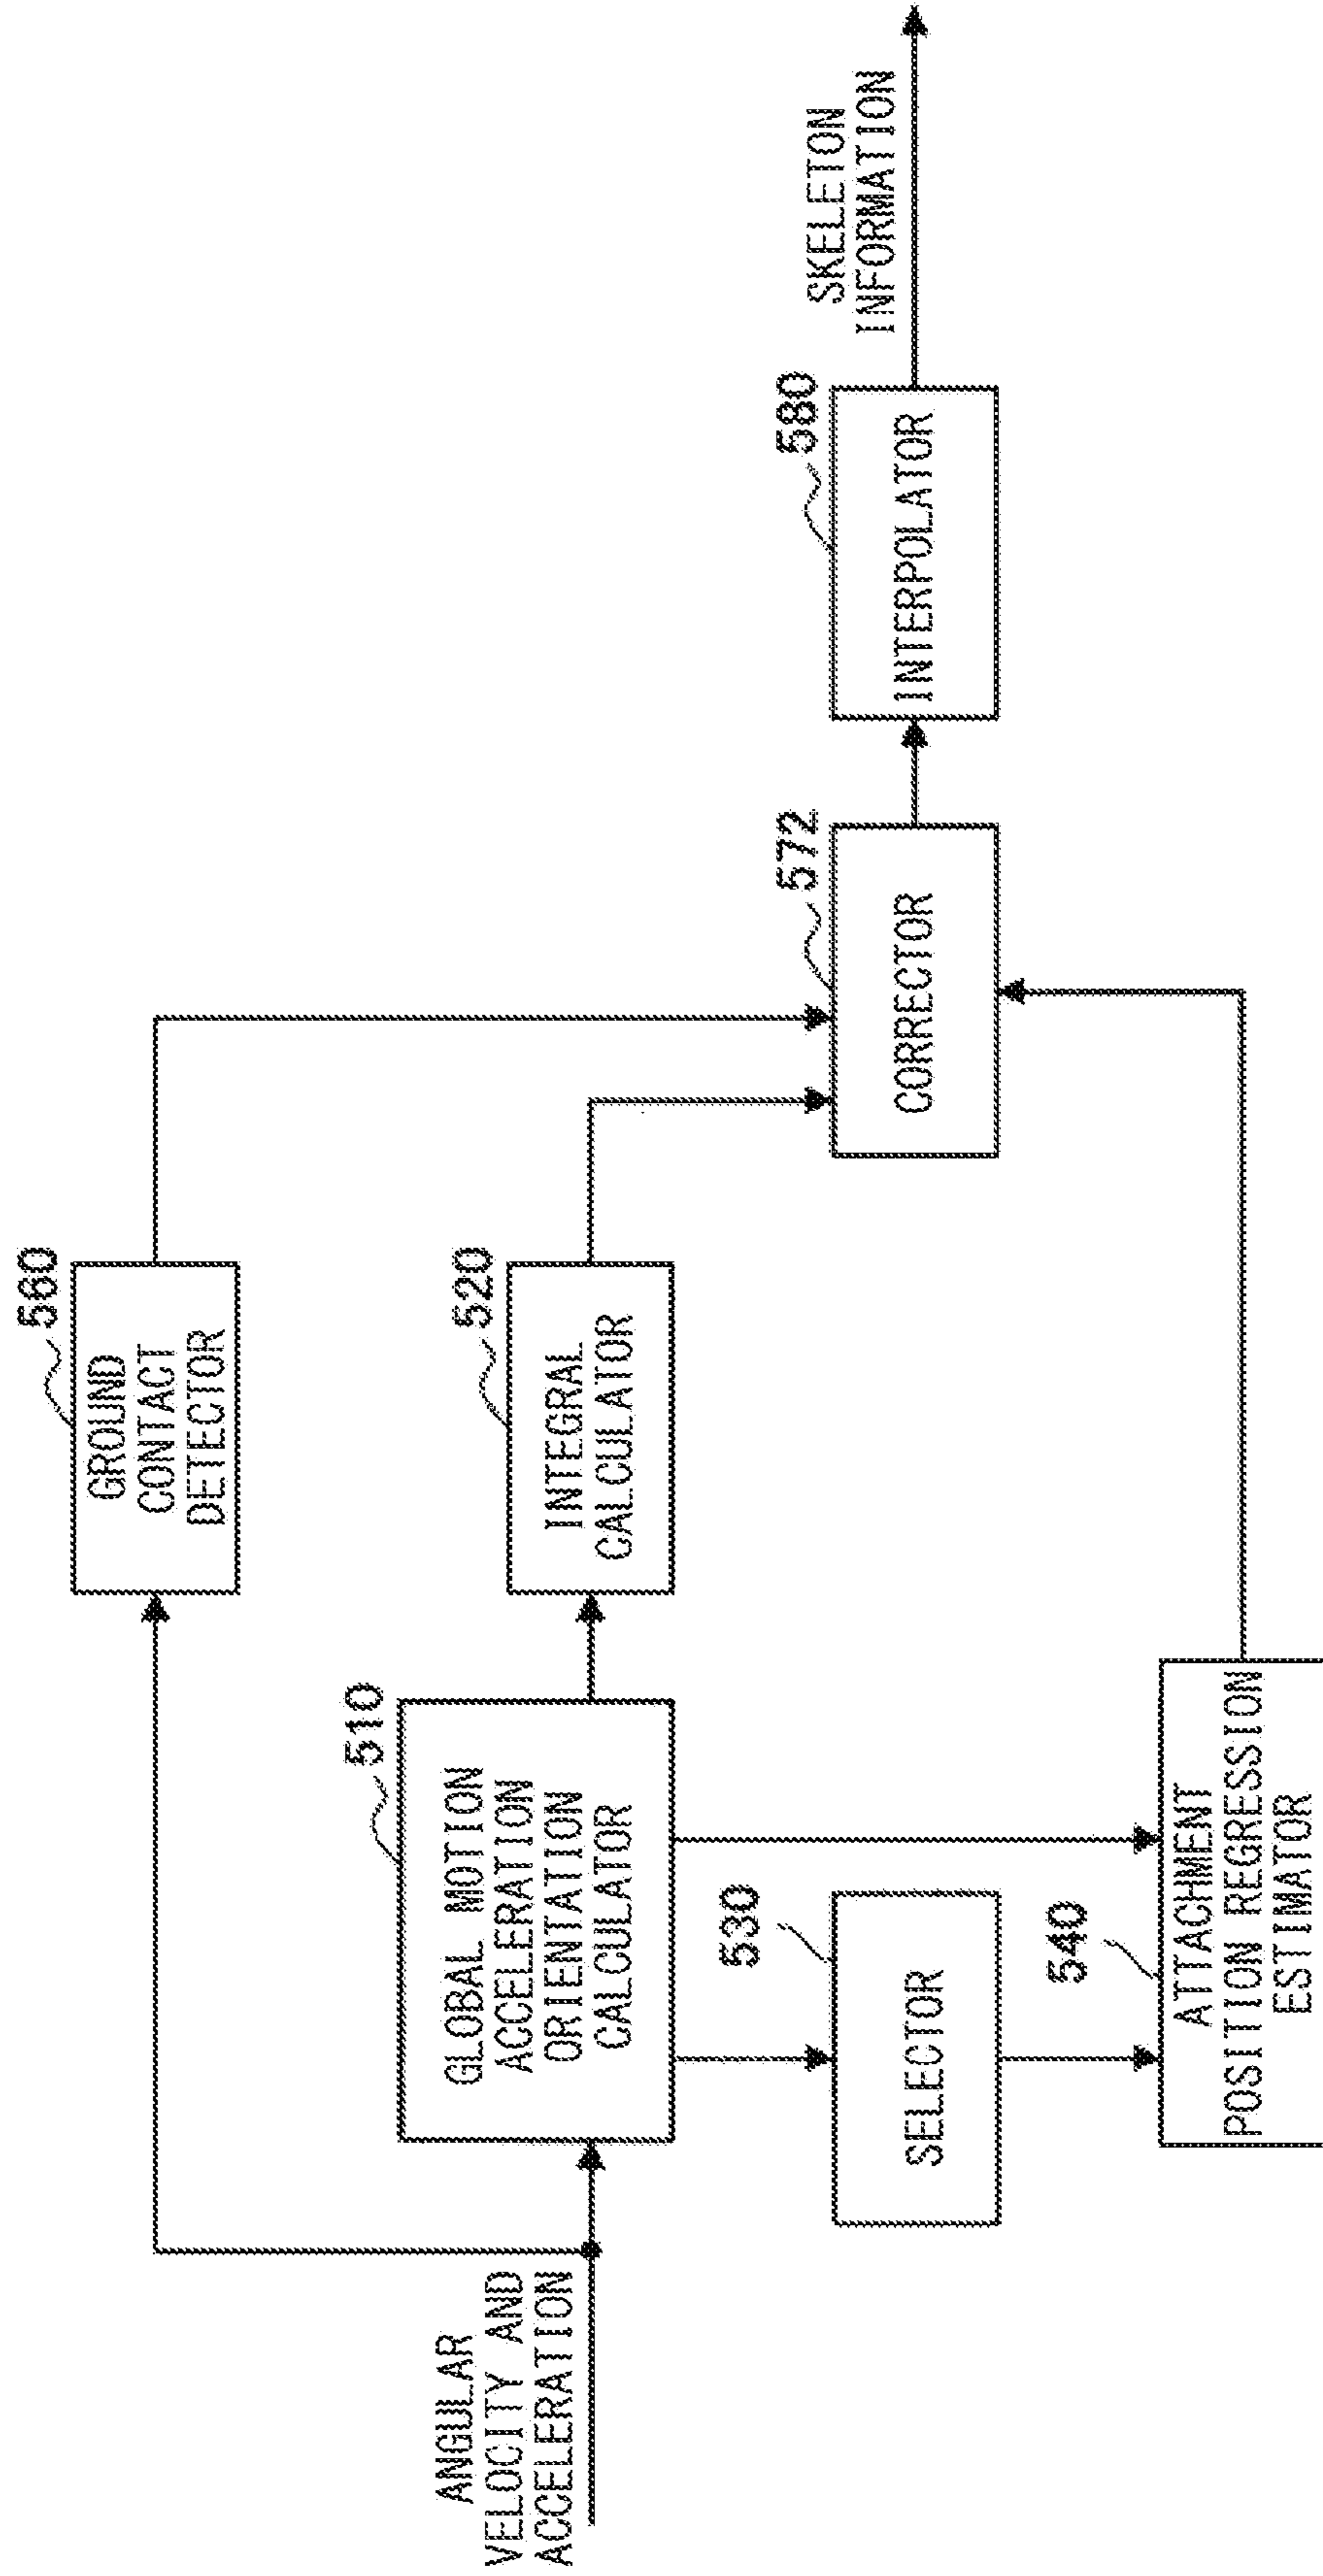 ANGULAR
VELOCITY AND
ACCELERATION
560
GROUND
CONTACT
DETECTOR
510
GLOBAL MOTION
ACCELERATION
ORIENTATION
CALCULATOR
520
INTEGRAL
CALCULATOR
530
SELECTOR
540
ATTACHMENT
POSITION REGRESSION
ESTIMATOR
572
CORRECTOR
580
INTERPOLATOR
SKELETON
INFORMATION